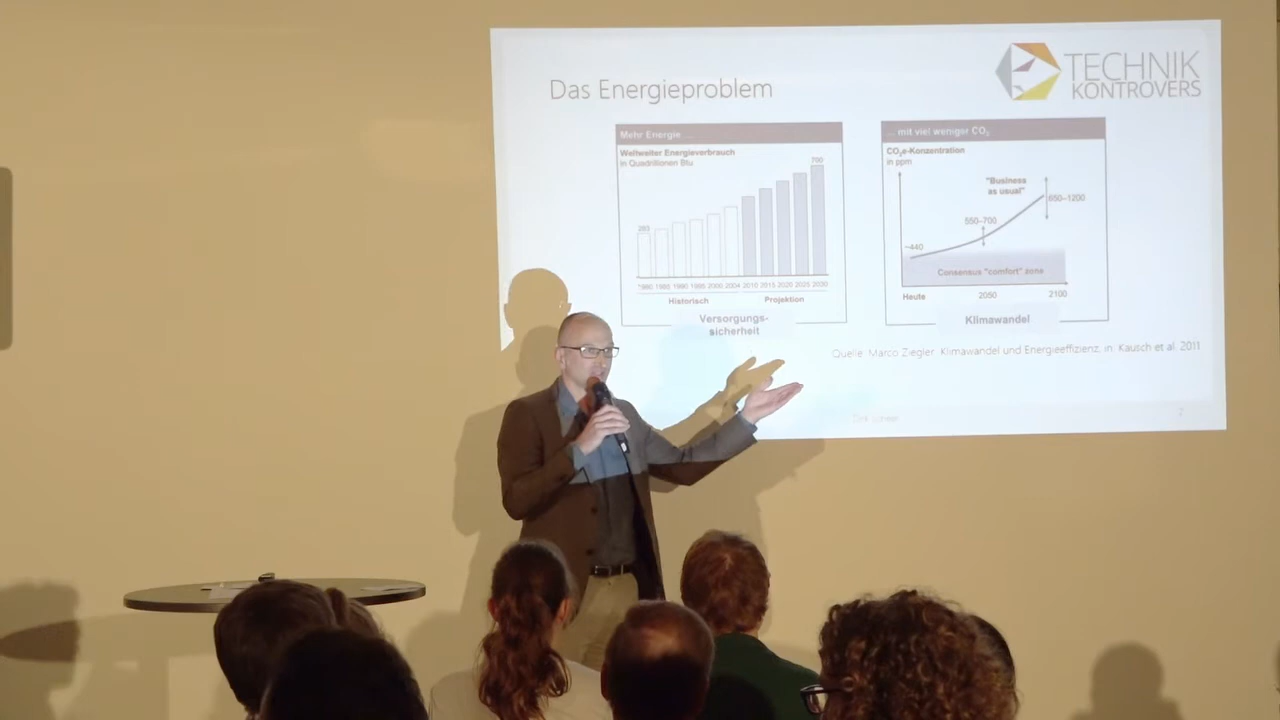 Das Energieproblem
TECHNIK
KONTROVERS
Mehr Energie ...
Weltweiter Energieverbrauch
in Quadrillionen Btu
283
700
1980 1985 1990 1995 2000 2004 2010 2015 2020 2025 2030
Historisch
Projektion
Versorgungs-
sicherheit
... mit viel weniger CO₂
CO₂e-Konzentration
in ppm
"Business
as usual"
650–1200
550–700
~440
Consensus "comfort" zone
Heute
2050
2100
Klimawandel
Quelle: Marco Ziegler: Klimawandel und Energieeffizienz, in: Kausch et al. 2011
2